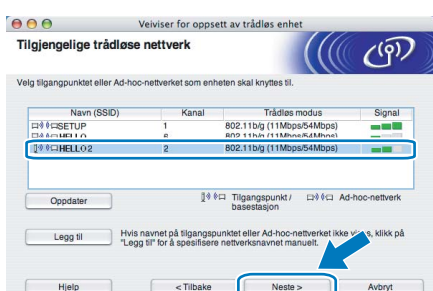 Veiviser for oppsett av trådløs enhet
Tilgjengelige trådløse nettverk
Velg tilgangpunktet eller Ad-hoc-nettverket som enheten skal knyttes til.
Navn (SSID) Kanal Trådløs modus Signal
SETUP 1 802.11b/g (11Mbps/54Mbps)
HELLO 6 802.11b/g (11Mbps/54Mbps)
HELLO2 2 802.11b/g (11Mbps/54Mbps)
Oppdater
Tilgangspunkt / basestasjon
Ad-hoc-nettverk
Legg til
Hvis navnet på tilgangspunktet eller Ad-hoc-nettverket ikke vises, klikk på
"Legg til" for å spesifisere nettverksnavnet manuelt.
Hjelp < Tilbake Neste > Avbryt